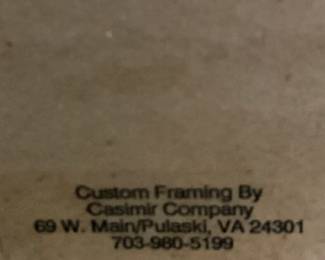 Custom Framing By
Casimir Company
69 W. Main/Pulaski, VA 24301
703-980-5199